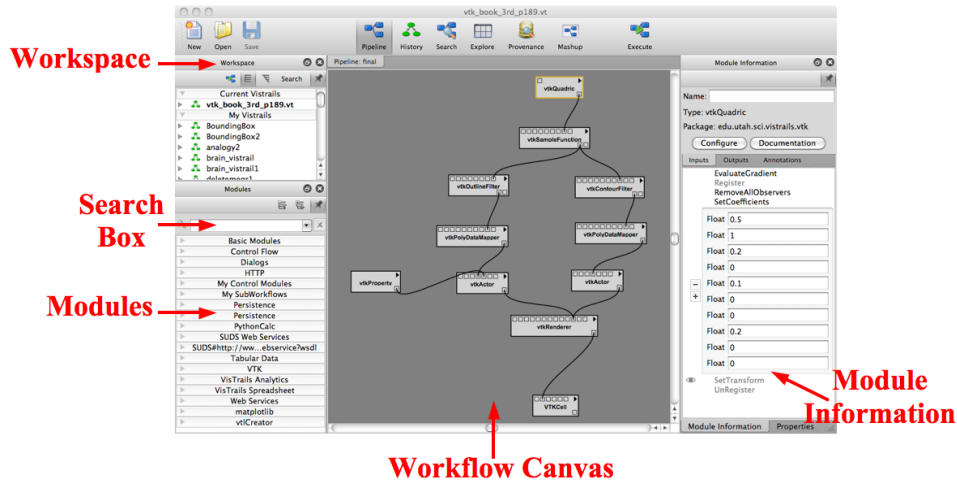 vtk_book_3rd_p189.vt
New Open Save Pipeline History Search Explore Provenance Mashup Execute
Workspace
Workspace
Pipeline: final
Module Information
Search
Current Vistrails
vtk_book_3rd_p189.vt
My Vistrails
BoundingBox
BoundingBox2
analogy2
brain_vistrail
brain_vistrail1
Modules
Search
Box
Basic Modules
Control Flow
Dialogs
HTTP
My Control Modules
My SubWorkflows
Persistence
Persistence
PythonCalc
SUDS Web Services
SUDS#http://ww...ebservice?wsdl
Tabular Data
VTK
VisTrails Analytics
VisTrails Spreadsheet
Web Services
matplotlib
vtlCreator
Modules
vtkQuadric
vtkSampleFunction
vtkOutlineFilter
vtkContourFilter
vtkPolyDataMapper
vtkPolyDataMapper
vtkProperty
vtkActor
vtkActor
vtkRenderer
VTKCell
Name:
Type: vtkQuadric
Package: edu.utah.sci.vistrails.vtk
Configure Documentation
Inputs Outputs Annotations
EvaluateGradient
Register
RemoveAllObservers
SetCoefficients
Float 0.5
Float 1
Float 0.2
Float 0
Float 0.1
Float 0
Float 0
Float 0.2
Float 0
Float 0
SetTransform
UnRegister
Module Information Properties
Module
Information
Workflow Canvas